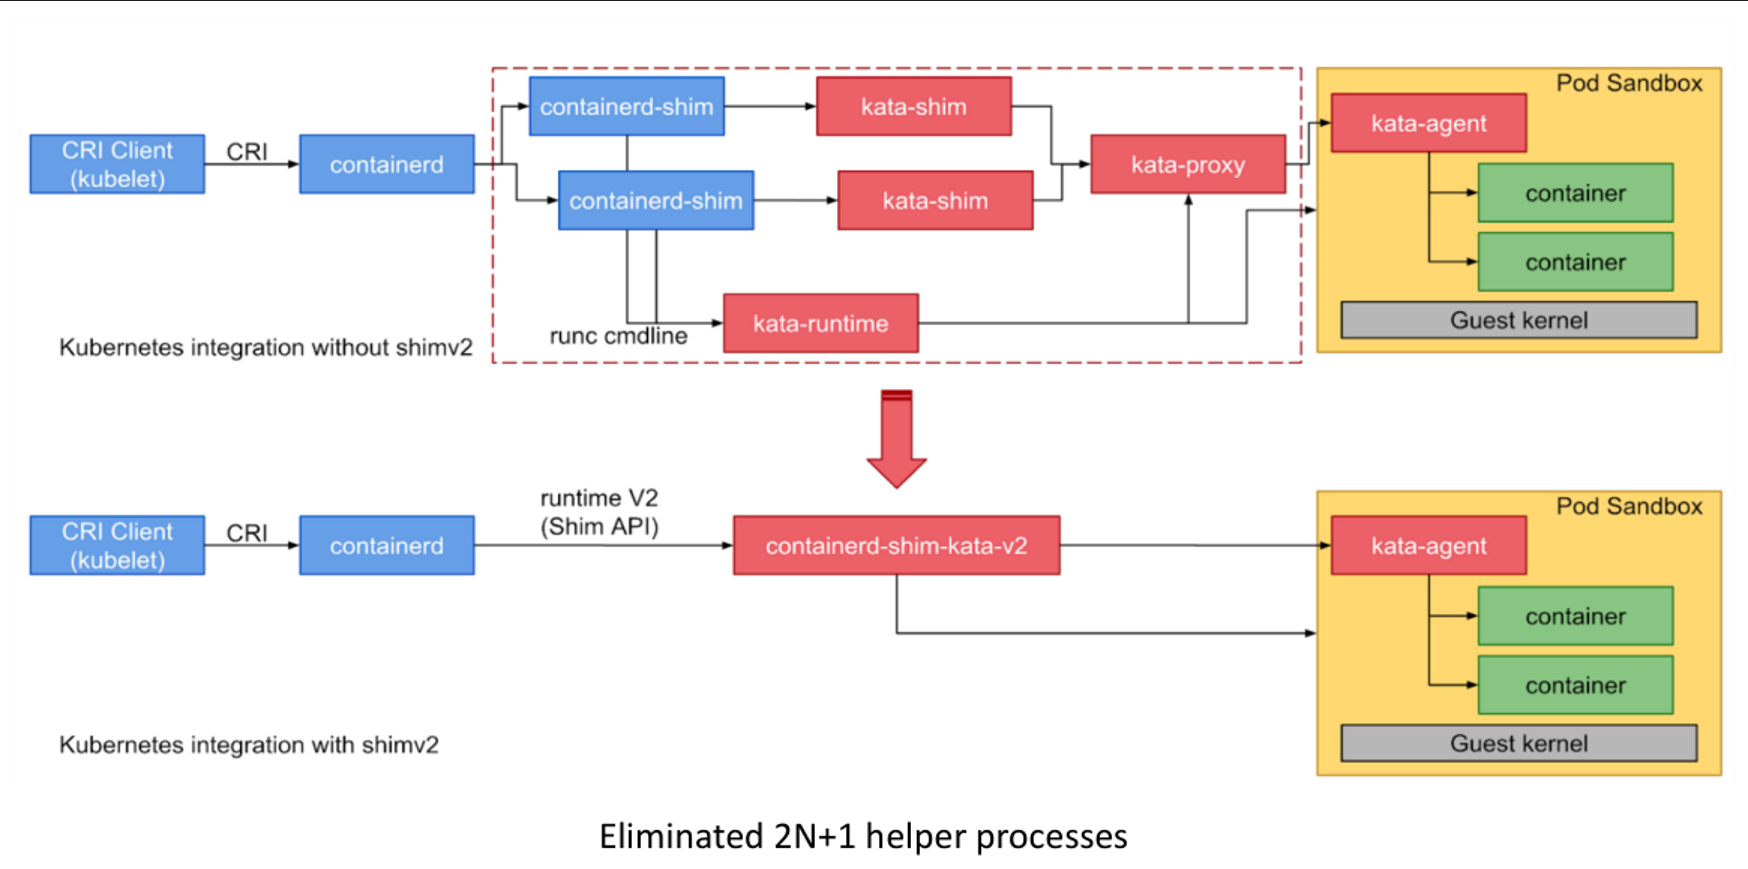 Pod Sandbox
containerd-shim
kata-shim
kata-agent
CRI Client
(kubelet)
CRI
containerd
kata-proxy
containerd-shim
kata-shim
container
container
kata-runtime
runc cmdline
Guest kernel
Kubernetes integration without shimv2
runtime V2
(Shim API)
Pod Sandbox
CRI Client
(kubelet)
CRI
containerd
containerd-shim-kata-v2
kata-agent
container
container
Guest kernel
Kubernetes integration with shimv2
Eliminated 2N+1 helper processes